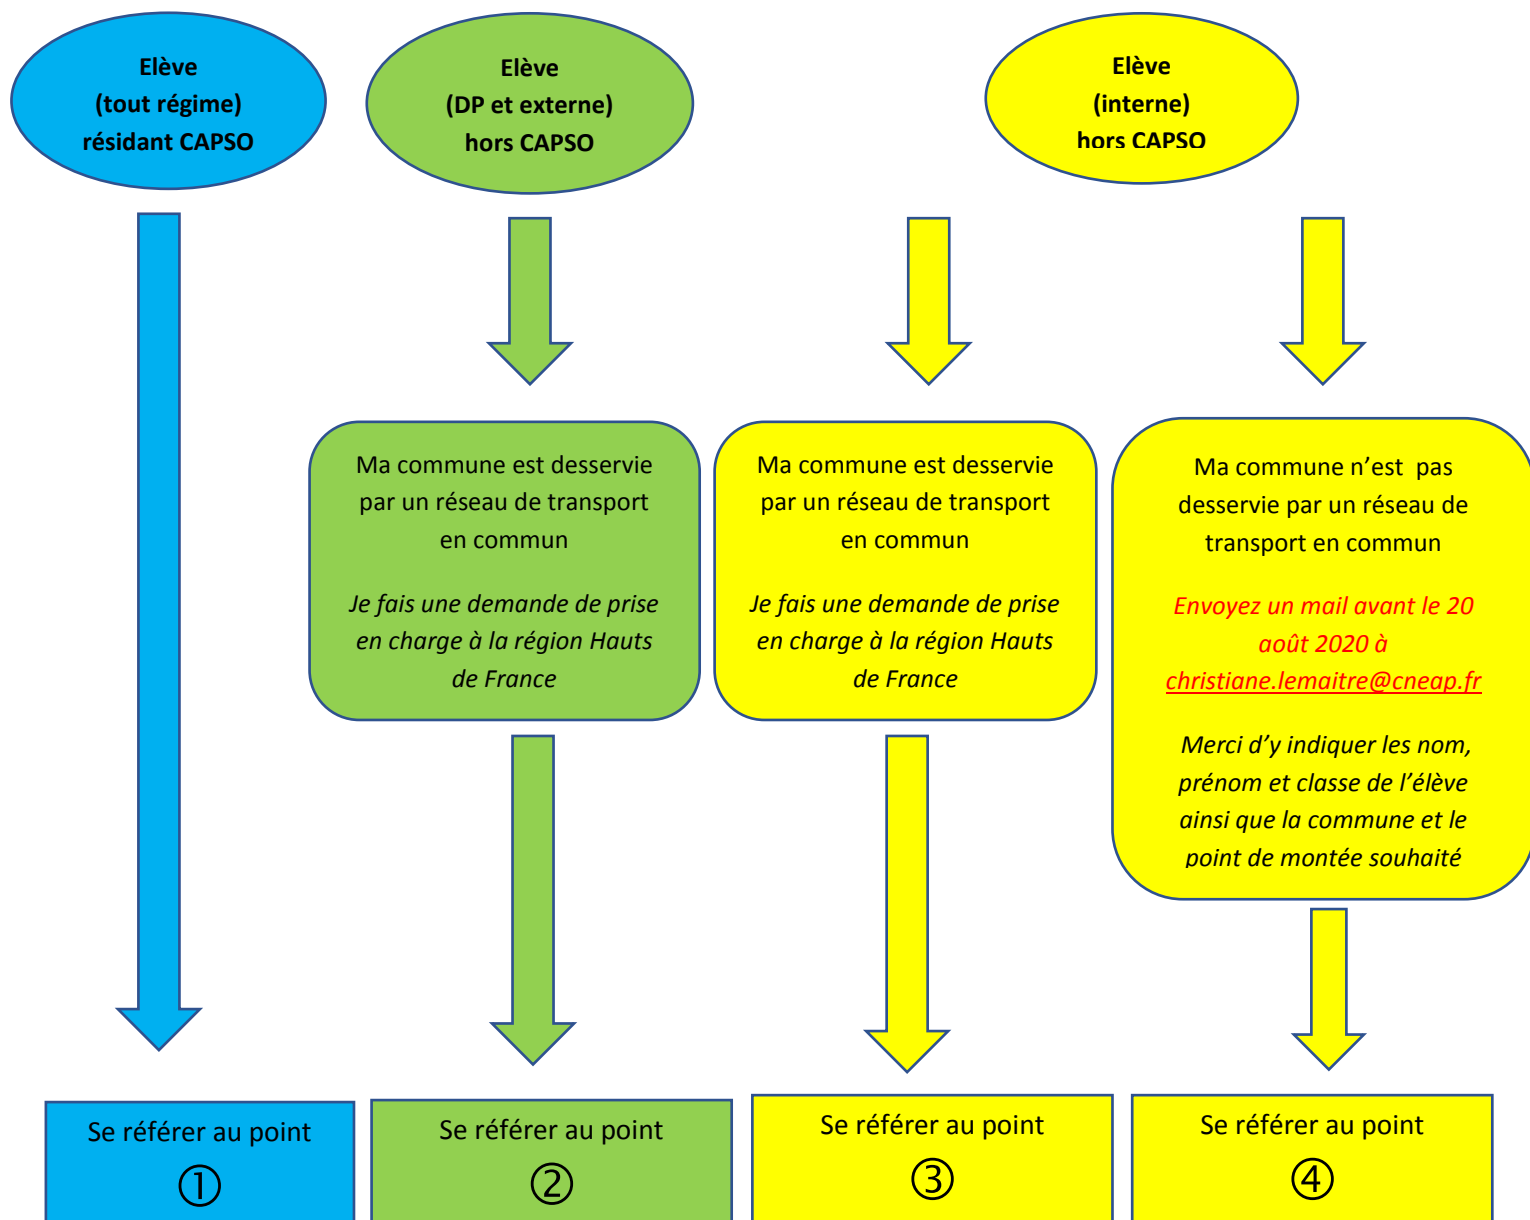 Elève
(tout régime)
résidant CAPSO
Elève
(DP et externe)
hors CAPSO
Elève
(interne)
hors CAPSO
Ma commune est desservie
par un réseau de transport
en commun
Je fais une demande de prise
en charge à la région Hauts
de France
Ma commune est desservie
par un réseau de transport
en commun
Je fais une demande de prise
en charge à la région Hauts
de France
Ma commune n’est  pas
desservie par un réseau de
transport en commun
Envoyez un mail avant le 20
août 2020 à
christiane.lemaitre@cneap.fr
Merci d’y indiquer les nom,
prénom et classe de l’élève
ainsi que la commune et le
point de montée souhaité
Se référer au point
①
Se référer au point
②
Se référer au point
③
Se référer au point
④